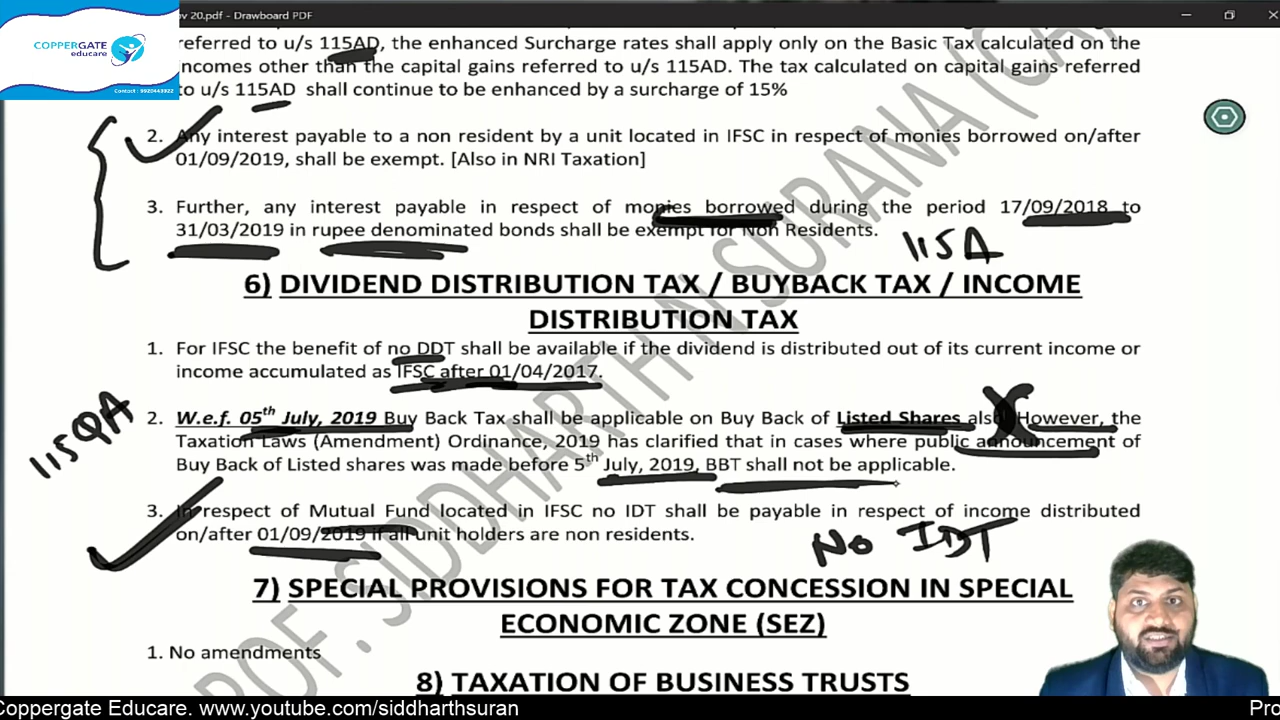 ov 20.pdf - Drawboard PDF
COPPERGATE
educare
Contact : 9920443922
referred to u/s 115AD, the enhanced Surcharge rates shall apply only on the Basic Tax calculated on the
incomes other than the capital gains referred to u/s 115AD. The tax calculated on capital gains referred
to u/s 115AD shall continue to be enhanced by a surcharge of 15%
2. Any interest payable to a non resident by a unit located in IFSC in respect of monies borrowed on/after
01/09/2019, shall be exempt. [Also in NRI Taxation]
3. Further, any interest payable in respect of monies borrowed during the period 17/09/2018 to
31/03/2019 in rupee denominated bonds shall be exempt for Non Residents.
115A
6) DIVIDEND DISTRIBUTION TAX / BUYBACK TAX / INCOME
DISTRIBUTION TAX
1. For IFSC the benefit of no DDT shall be available if the dividend is distributed out of its current income or
income accumulated as IFSC after 01/04/2017.
115QA
2. W.e.f. 05th July, 2019 Buy Back Tax shall be applicable on Buy Back of Listed Shares also. However, the
Taxation Laws (Amendment) Ordinance, 2019 has clarified that in cases where public announcement of
Buy Back of Listed shares was made before 5th July, 2019, BBT shall not be applicable.
3. In respect of Mutual Fund located in IFSC no IDT shall be payable in respect of income distributed
on/after 01/09/2019 if all unit holders are non residents.
No IDT
7) SPECIAL PROVISIONS FOR TAX CONCESSION IN SPECIAL
ECONOMIC ZONE (SEZ)
1. No amendments
8) TAXATION OF BUSINESS TRUSTS
PROF. SIDDHARTH N SURANA (CA
Coppergate Educare. www.youtube.com/siddharthsuran
Pro